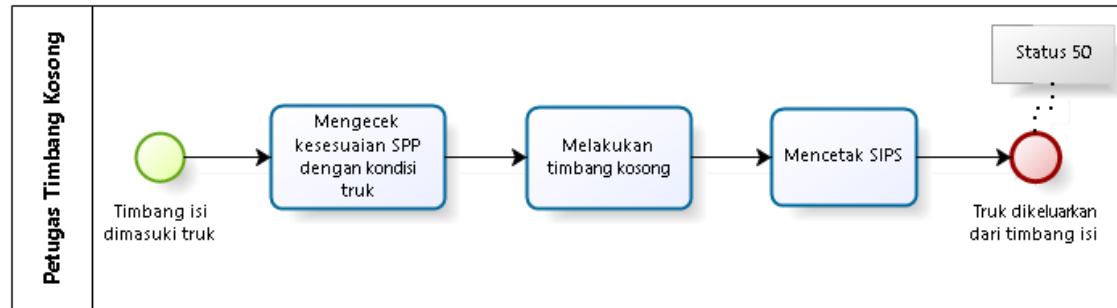 Petugas Timbang Kosong
Status 50
Mengecek
kesesuaian SPP
dengan kondisi
truk
Melakukan
timbang kosong
Mencetak SIPS
Timbang isi
dimasuki truk
Truk dikeluarkan
dari timbang isi